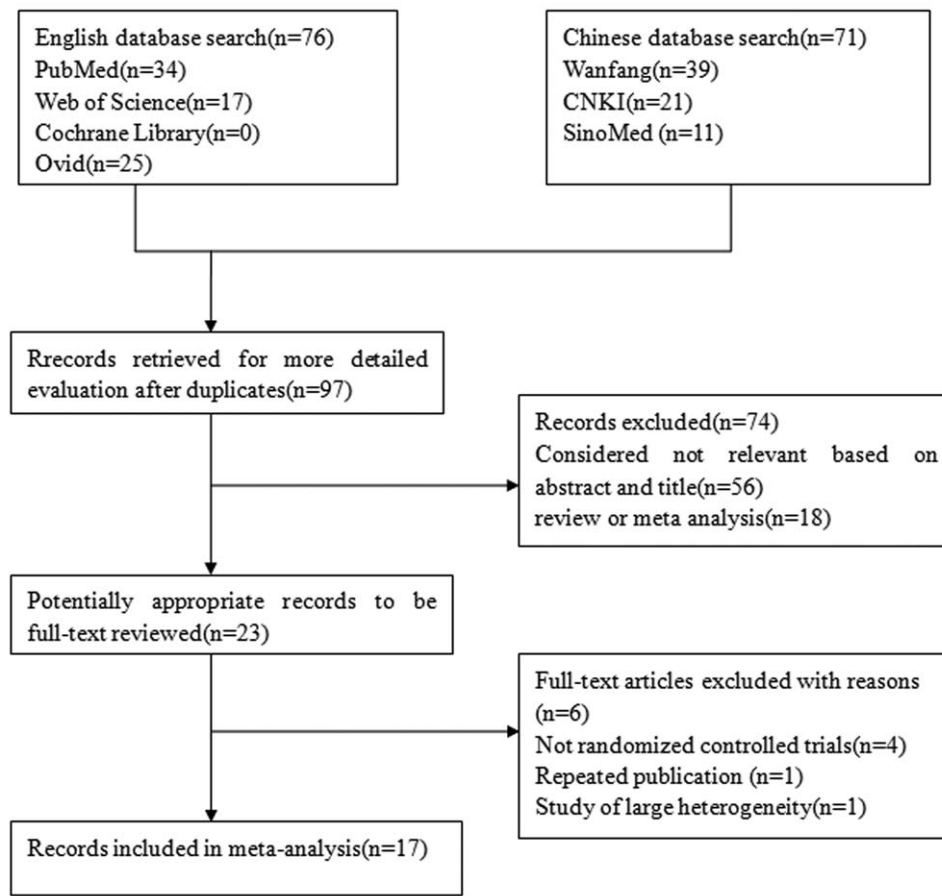 English database search(n=76)
PubMed(n=34)
Web of Science(n=17)
Cochrane Library(n=0)
Ovid(n=25)
Chinese database search(n=71)
Wanfang(n=39)
CNKI(n=21)
SinoMed (n=11)
Rrecords retrieved for more detailed
evaluation after duplicates(n=97)
Records excluded(n=74)
Considered not relevant based on
abstract and title(n=56)
review or meta analysis(n=18)
Potentially appropriate records to be
full-text reviewed(n=23)
Full-text articles excluded with reasons
(n=6)
Not randomized controlled trials(n=4)
Repeated publication (n=1)
Study of large heterogeneity(n=1)
Records included in meta-analysis(n=17)